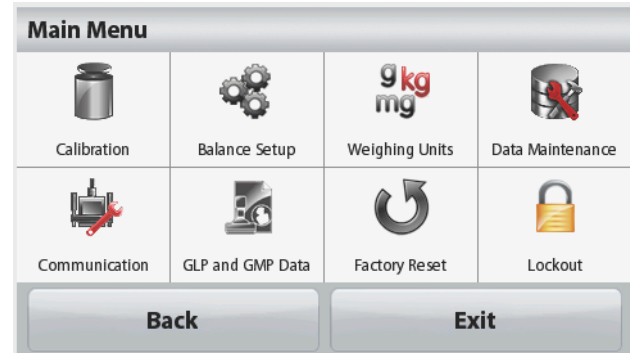 Main Menu
g kg
mg
Calibration Balance Setup Weighing Units Data Maintenance
Communication GLP and GMP Data Factory Reset Lockout
Back Exit